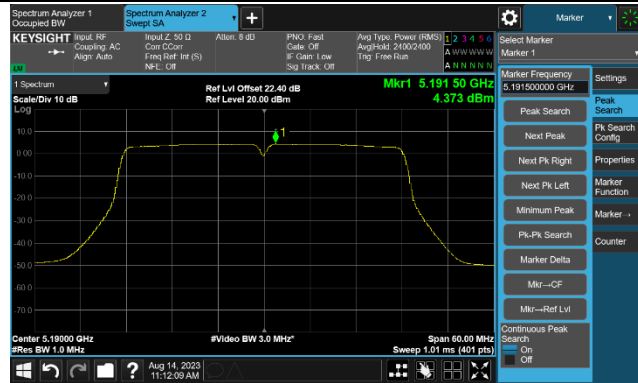 Spectrum Analyzer 1
Occupied BW
Spectrum Analyzer 2
Swept SA
Marker
KEYSIGHT
Input: RF
Coupling: AC
Align: Auto
Input Z: 50 Ω
Corr CCorr
Freq Ref: Int (S)
NFE: Off
Atten: 8 dB
PNO: Fast
Gate: Off
IF Gain: Low
Sig Track: Off
Avg Type: Power (RMS)
Avg|Hold: 2400/2400
Trig: Free Run
1 2 3 4 5 6
A W W W W W
A N N N N N
LXI
Select Marker
Marker 1
1 Spectrum
Scale/Div 10 dB
Log
Ref Lvl Offset 22.40 dB
Ref Level 20.00 dBm
Mkr1 5.191 50 GHz
4.373 dBm
10.0
0.00
-10.0
-20.0
-30.0
-40.0
-50.0
-60.0
-70.0
1
Center 5.19000 GHz
#Res BW 1.0 MHz
#Video BW 3.0 MHz*
Span 60.00 MHz
Sweep 1.01 ms (401 pts)
Marker Frequency
5.191500000 GHz
Peak Search
Next Peak
Next Pk Right
Next Pk Left
Minimum Peak
Pk-Pk Search
Marker Delta
Mkr→CF
Mkr→Ref Lvl
Continuous Peak
Search
On
Off
Settings
Peak
Search
Pk Search
Config
Properties
Marker
Function
Marker→
Counter
?
Aug 14, 2023
11:12:09 AM